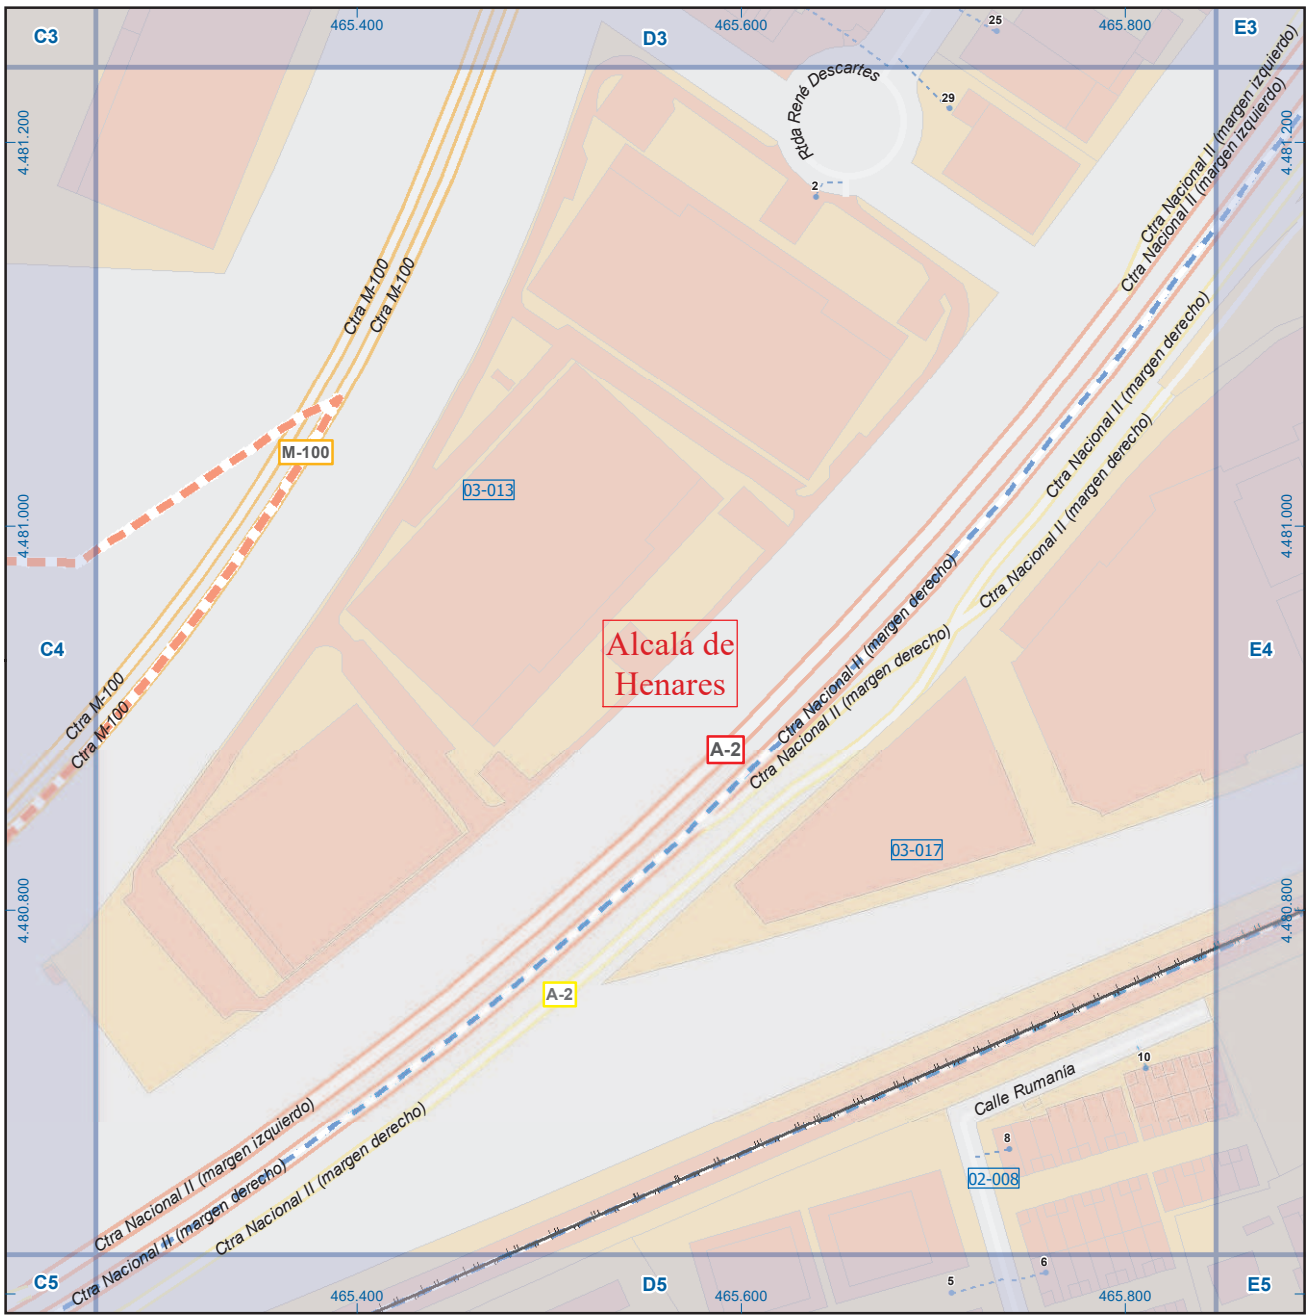 465.400
465.600
465.800
C3
D3
E3
25
29
Rtda René Descartes
2
4.481.200
4.481.200
Ctra Nacional II (margen izquierdo)
Ctra Nacional II (margen izquierdo)
Ctra M-100
Ctra M-100
Ctra Nacional II (margen derecho)
Ctra Nacional II (margen derecho)
M-100
03-013
4.481.000
4.481.000
Ctra Nacional II (margen derecho)
Ctra Nacional II (margen derecho)
C4
Alcalá de
Henares
E4
Ctra M-100
Ctra M-100
A-2
03-017
4.480.800
4.480.800
A-2
10
Calle Rumanía
8
02-008
Ctra Nacional II (margen izquierdo)
Ctra Nacional II (margen derecho)
Ctra Nacional II (margen derecho)
6
5
C5
D5
E5
465.400
465.600
465.800